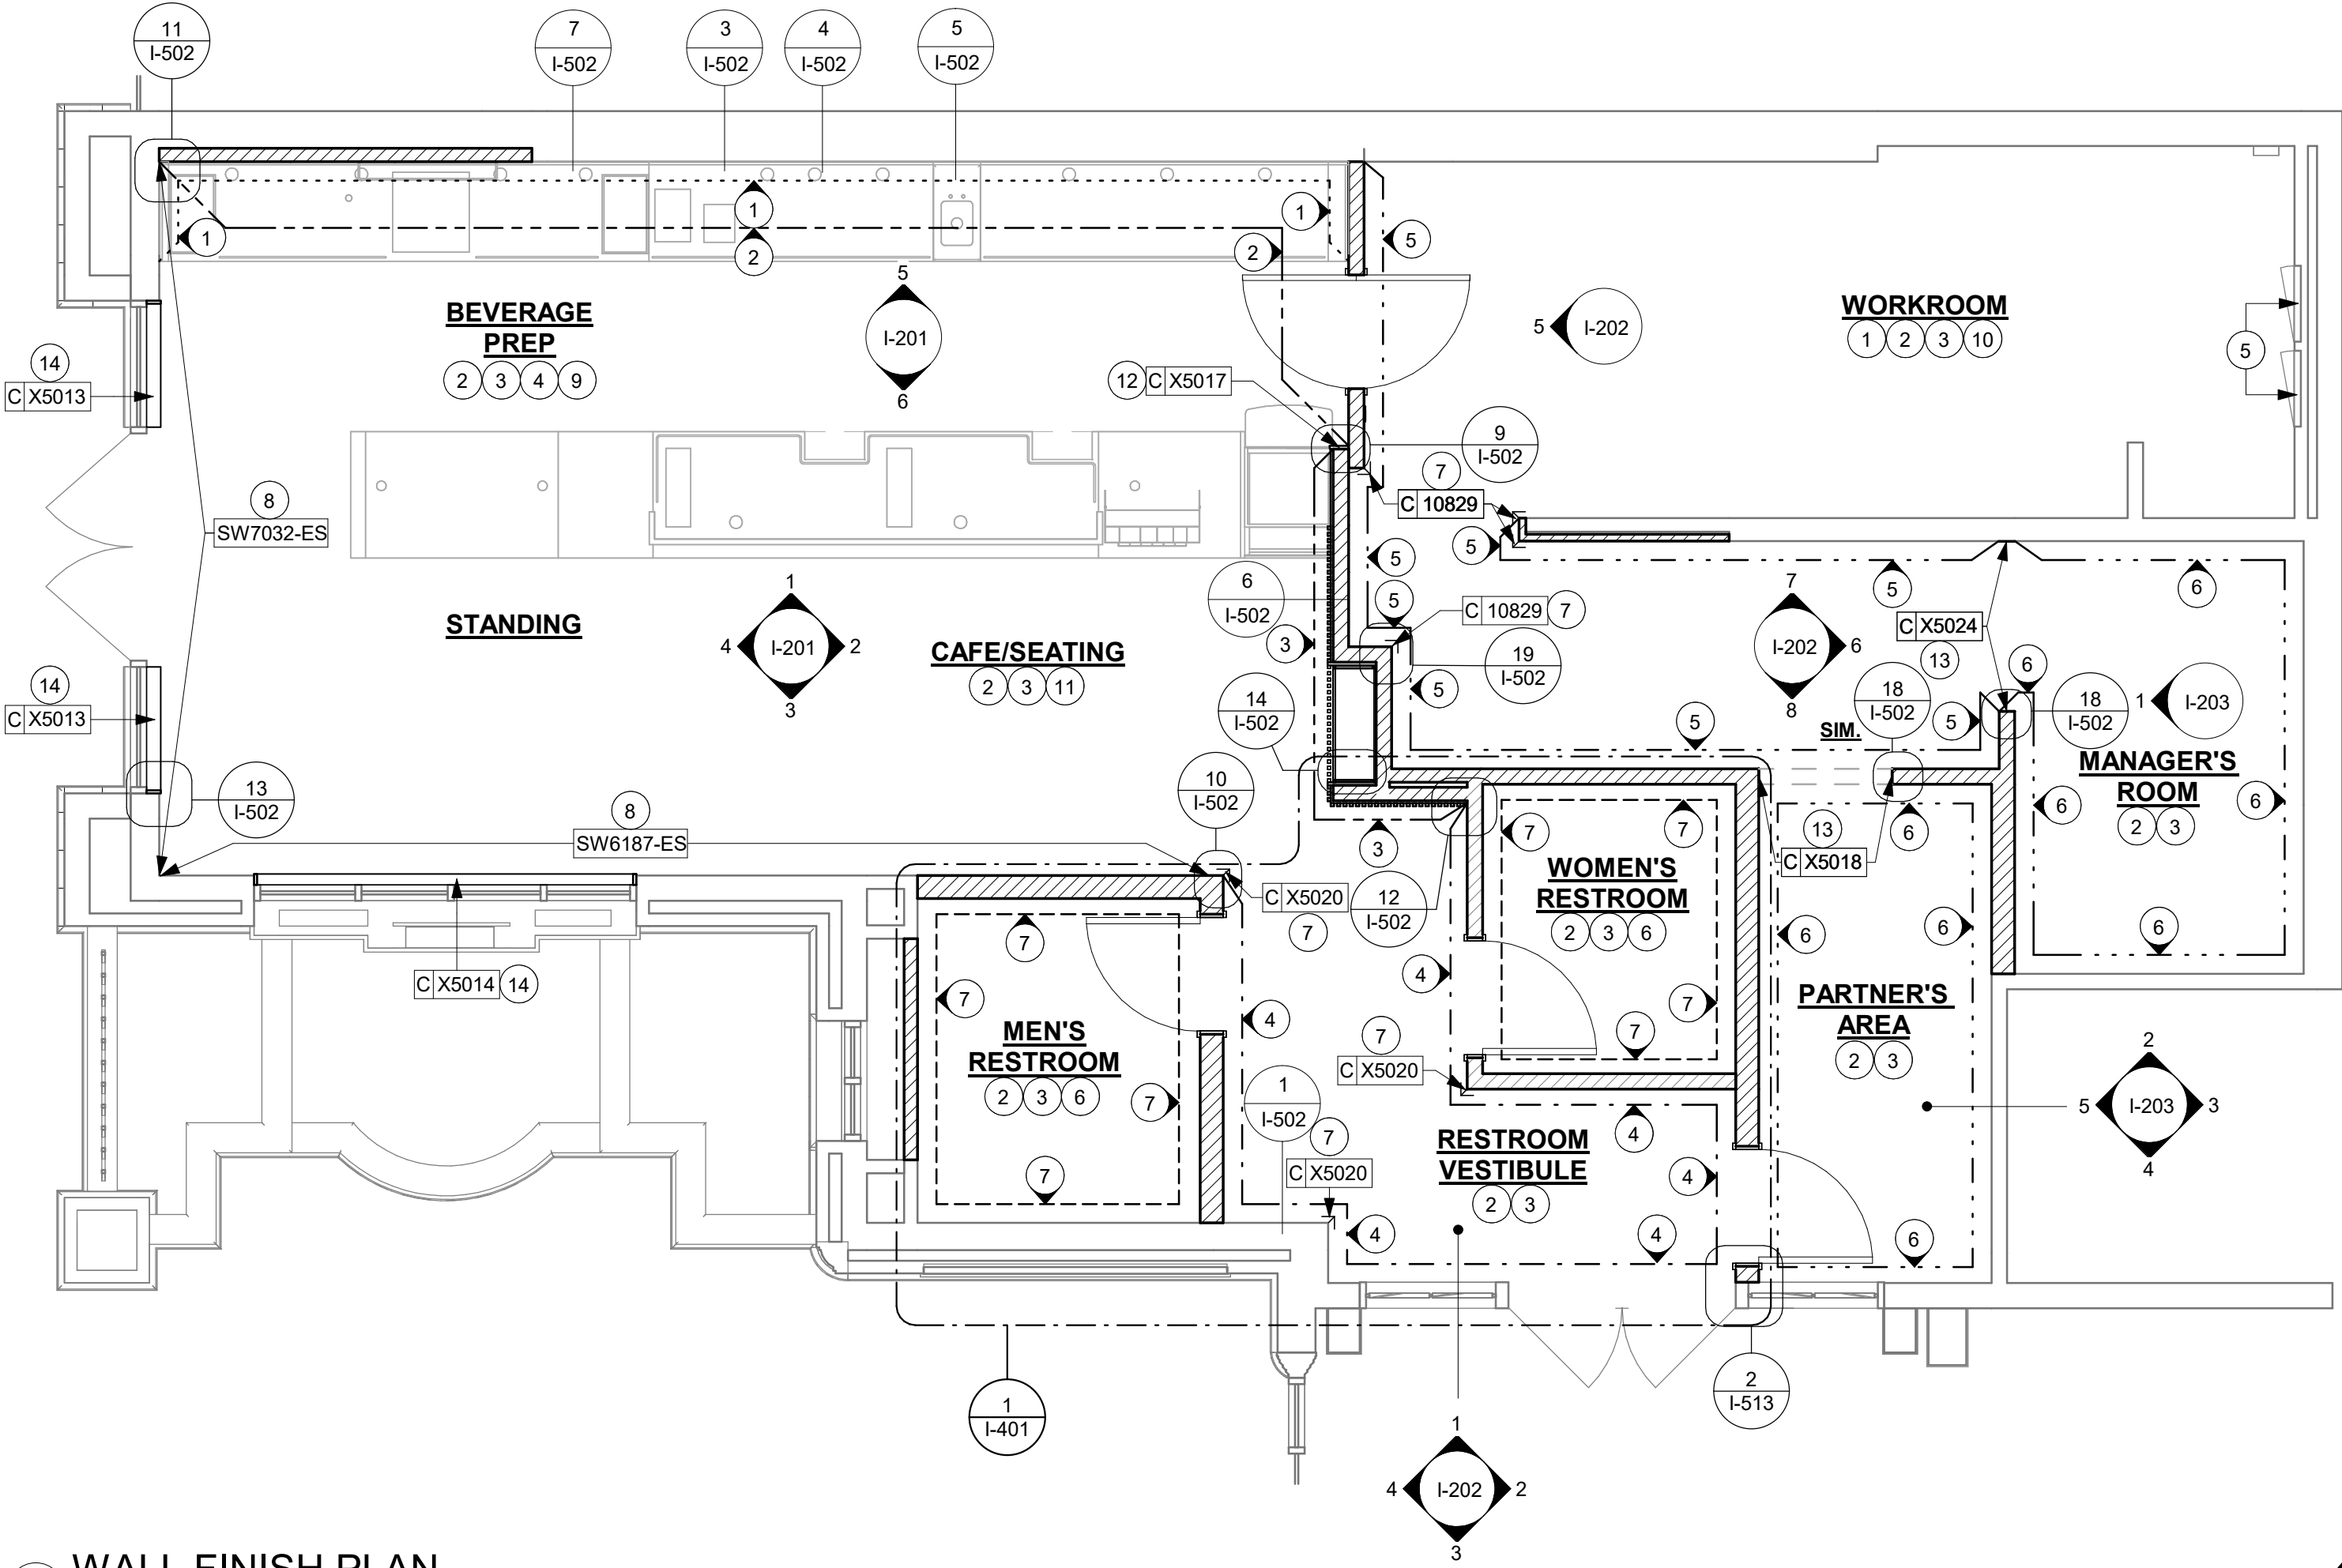 11
I-502
7
I-502
3
I-502
4
I-502
5
I-502
1
1
1
2
2
5
BEVERAGE
PREP
2 3 4 9
5
I-201
6
5 I-202
WORKROOM
1 2 3 10
5
14
C X5013
12 C X5017
9
I-502
7
C 10829
8
SW7032-ES
5
5
5
5
6
6
I-502
C 10829 7
STANDING
1
4 I-201 2
3
CAFE/SEATING
2 3 11
3
19
I-502
7
I-202 6
8
C X5024
13
6
14
C X5013
14
I-502
5
5
SIM.
18
I-502
5
18
I-502
1 I-203
MANAGER'S
ROOM
2 3
6
6
6
13
I-502
10
I-502
8
SW6187-ES
3
7
7
13
C X5018
6
WOMEN'S
RESTROOM
2 3 6
C X5020
7
12
I-502
7
7
4
6
6
C X5014 14
7
7
MEN'S
RESTROOM
2 3 6
7
7
4
7
C X5020
PARTNER'S
AREA
2 3
2
5 I-203 3
4
1
I-502
7
C X5020
4
RESTROOM
VESTIBULE
2 3
4
4
4
6
1
I-401
2
I-513
1
4 I-202 2
3
WALL FINISH PLAN